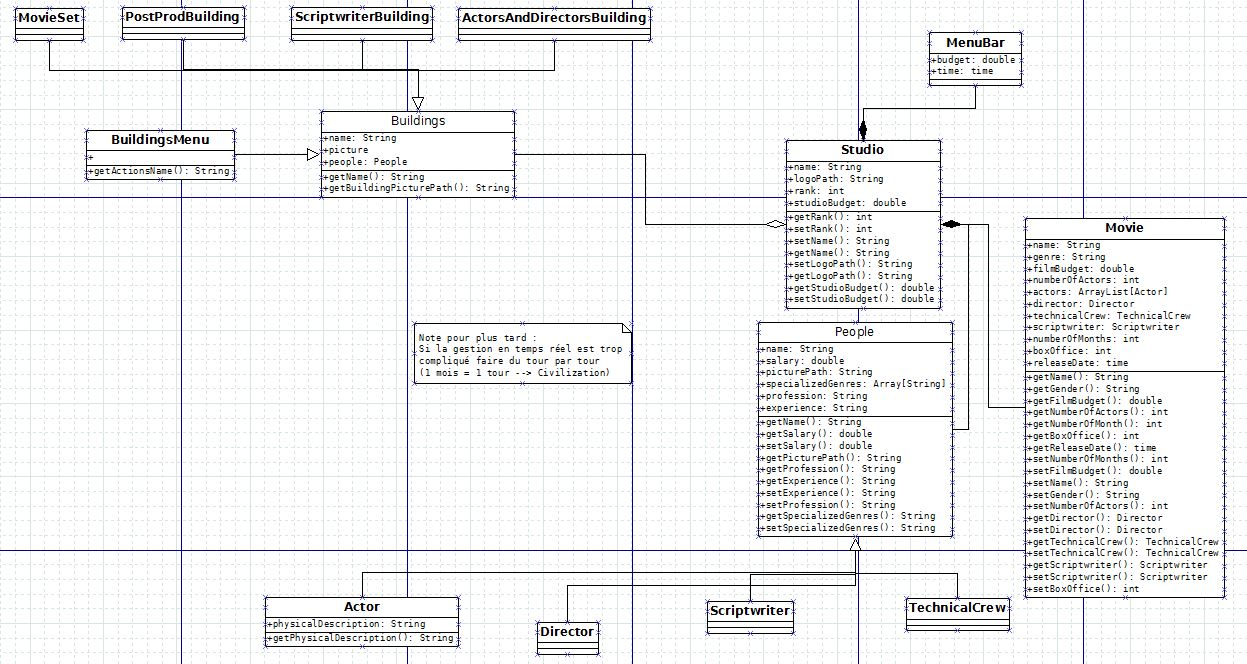 MovieSet
PostProdBuilding
ScriptwriterBuilding
ActorsAndDirectorsBuilding
MenuBar
+budget: double
+time: time
Buildings
+name: String
+picture
+people: People
+getName(): String
+getBuildingPicturePath(): String
BuildingsMenu
+
+getActionsName(): String
Studio
+name: String
+logoPath: String
+rank: int
+studioBudget: double
+getRank(): int
+setRank(): int
+setName(): String
+getName(): String
+setLogoPath(): String
+getLogoPath(): String
+getStudioBudget(): double
+setStudioBudget(): double
Movie
+name: String
+genre: String
+filmBudget: double
+numberOfActors: int
+actors: ArrayList[Actor]
+director: Director
+technicalCrew: TechnicalCrew
+scriptwriter: Scriptwriter
+numberOfMonths: int
+boxOffice: int
+releaseDate: time
+getName(): String
+getGender(): String
+getFilmBudget(): double
+getNumberOfActors(): int
+getNumberOfMonth(): int
+getBoxOffice(): int
+getReleaseDate(): time
+setNumberOfMonths(): int
+setFilmBudget(): double
+setName(): String
+setGender(): String
+setNumberOfActors(): int
+getDirector(): Director
+setDirector(): Director
+getTechnicalCrew(): TechnicalCrew
+setTechnicalCrew(): TechnicalCrew
+getScriptwriter(): Scriptwriter
+setScriptwriter(): Scriptwriter
+setBoxOffice(): int
Note pour plus tard :
Si la gestion en temps réel est trop
compliqué faire du tour par tour
(1 mois = 1 tour --> Civilization)
People
+name: String
+salary: double
+picturePath: String
+specializedGenres: Array[String]
+profession: String
+experience: String
+getName(): String
+getSalary(): double
+setSalary(): double
+getPicturePath(): String
+getProfession(): String
+getExperience(): String
+setExperience(): String
+setProfession(): String
+getSpecializedGenres(): String
+setSpecializedGenres(): String
Actor
+physicalDescription: String
+getPhysicalDescription(): String
Director
Scriptwriter
TechnicalCrew